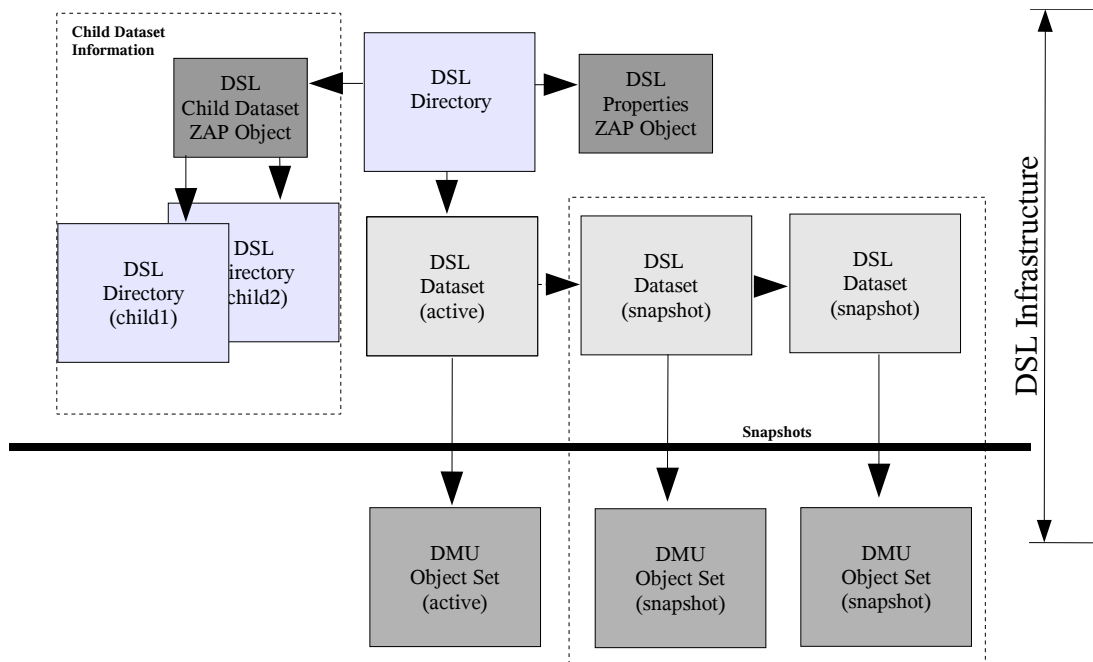 Child Dataset
Information
DSL
Child Dataset
ZAP Object
DSL
Directory
DSL
Properties
ZAP Object
DSL
Directory
(child1)
DSL
irectory
child2)
DSL
Dataset
(active)
DSL
Dataset
(snapshot)
DSL
Dataset
(snapshot)
DSL Infrastructure
Snapshots
DMU
Object Set
(active)
DMU
Object Set
(snapshot)
DMU
Object Set
(snapshot)